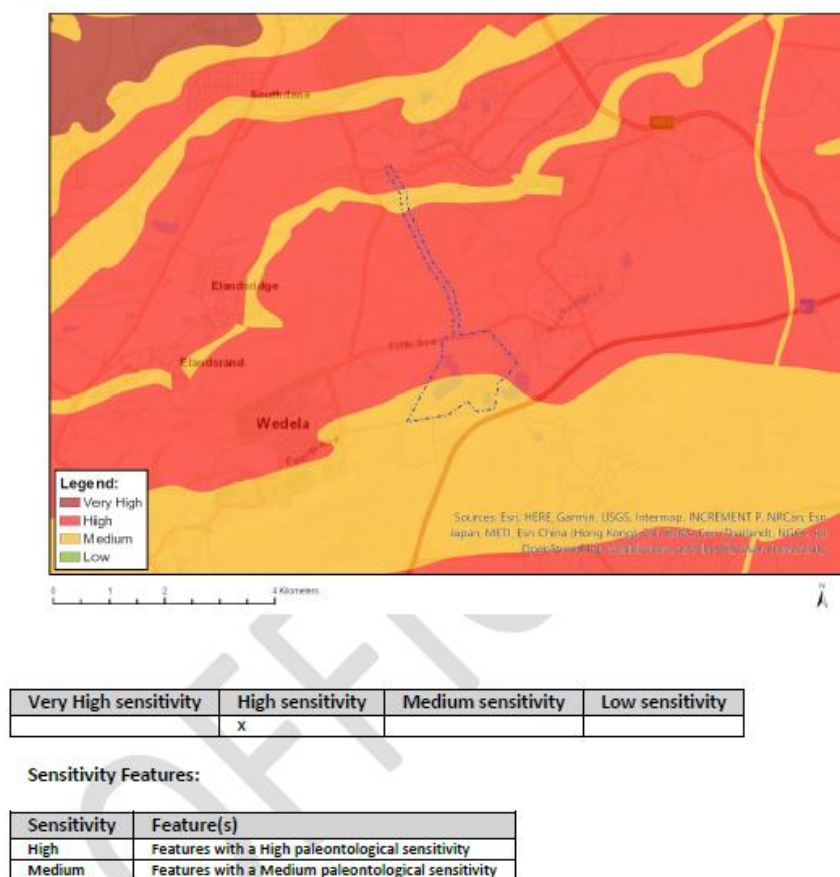 Southdene
Elandsridge
Elandsrand
Wedela
Legend:
Very High
High
Medium
Low
Sources: Esri, HERE, Garmin, USGS, Intermap, INCREMENT P, NRCan, Esri
Japan, METI, Esri China (Hong Kong),
0 1 2 4 Kilometers
N
Very High sensitivity High sensitivity Medium sensitivity Low sensitivity
x
Sensitivity Features:
Sensitivity Feature(s)
High Features with a High paleontological sensitivity
Medium Features with a Medium paleontological sensitivity